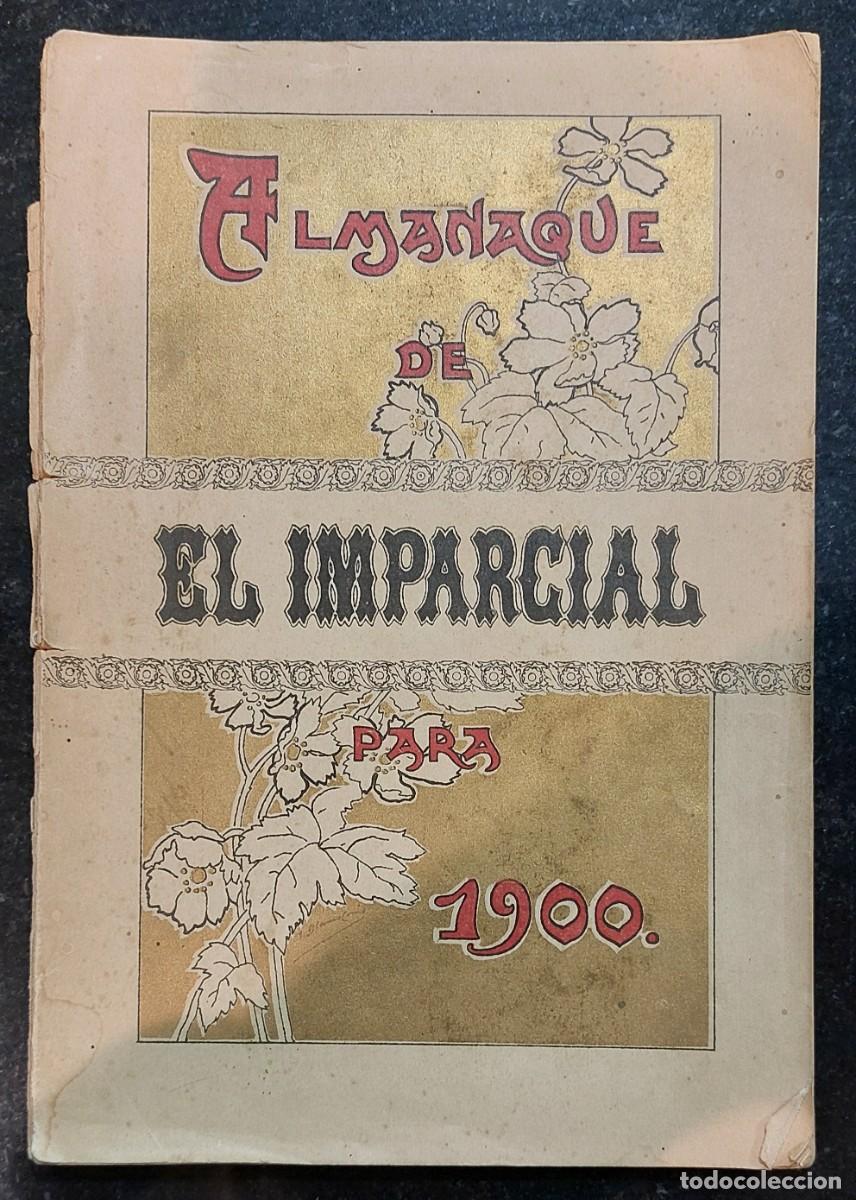 ALMANAQUE
DE
EL IMPARCIAL
PARA
1900.
todocoleccion